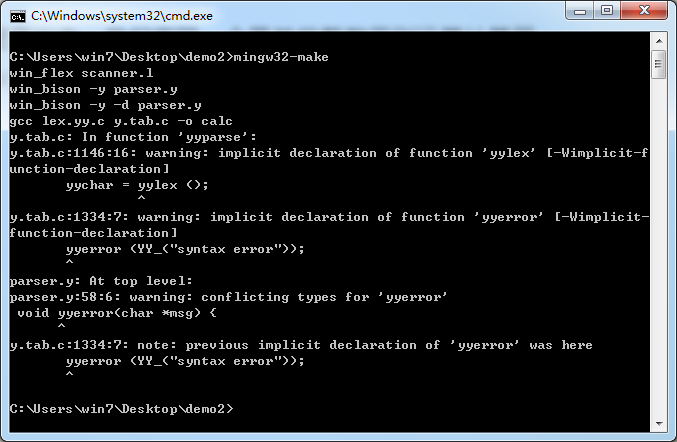 C:\Windows\system32\cmd.exe
C:\Users\win7\Desktop\demo2>mingw32-make
win_flex scanner.l
win_bison -y parser.y
win_bison -y -d parser.y
gcc lex.yy.c y.tab.c -o calc
y.tab.c: In function 'yyparse':
y.tab.c:1146:16: warning: implicit declaration of function 'yylex' [-Wimplicit-f
unction-declaration]
yychar = yylex ();
^
y.tab.c:1334:7: warning: implicit declaration of function 'yyerror' [-Wimplicit-
function-declaration]
yyerror (YY_("syntax error"));
^
parser.y: At top level:
parser.y:58:6: warning: conflicting types for 'yyerror'
void yyerror(char *msg) {
^
y.tab.c:1334:7: note: previous implicit declaration of 'yyerror' was here
yyerror (YY_("syntax error"));
^
C:\Users\win7\Desktop\demo2>